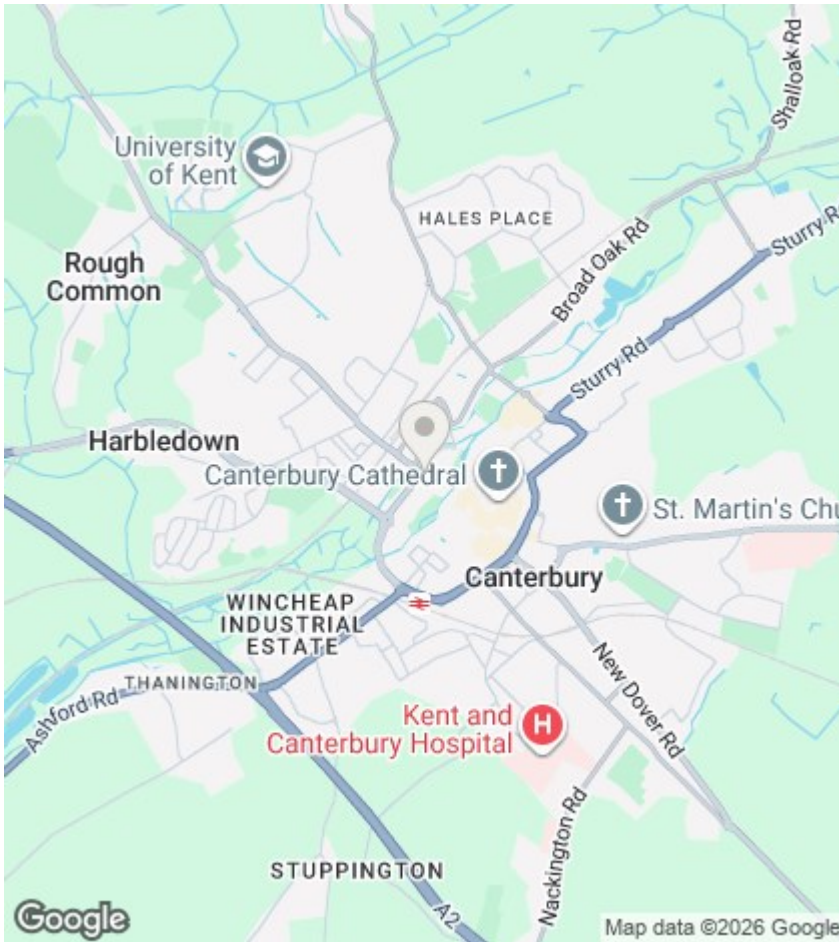 Shalloak Rd
University
of Kent
HALES PLACE
Broad Oak Rd
Sturry R
Rough
Common
Sturry Rd
Harbledown
Canterbury Cathedral
St. Martin's Chu
Canterbury
WINCHEAP
INDUSTRIAL
ESTATE
THANINGTON
Ashford Rd
New Dover Rd
Kent and
Canterbury Hospital
H
Nackington Rd
STUPPINGTON
A2
Google
Map data ©2026 Google